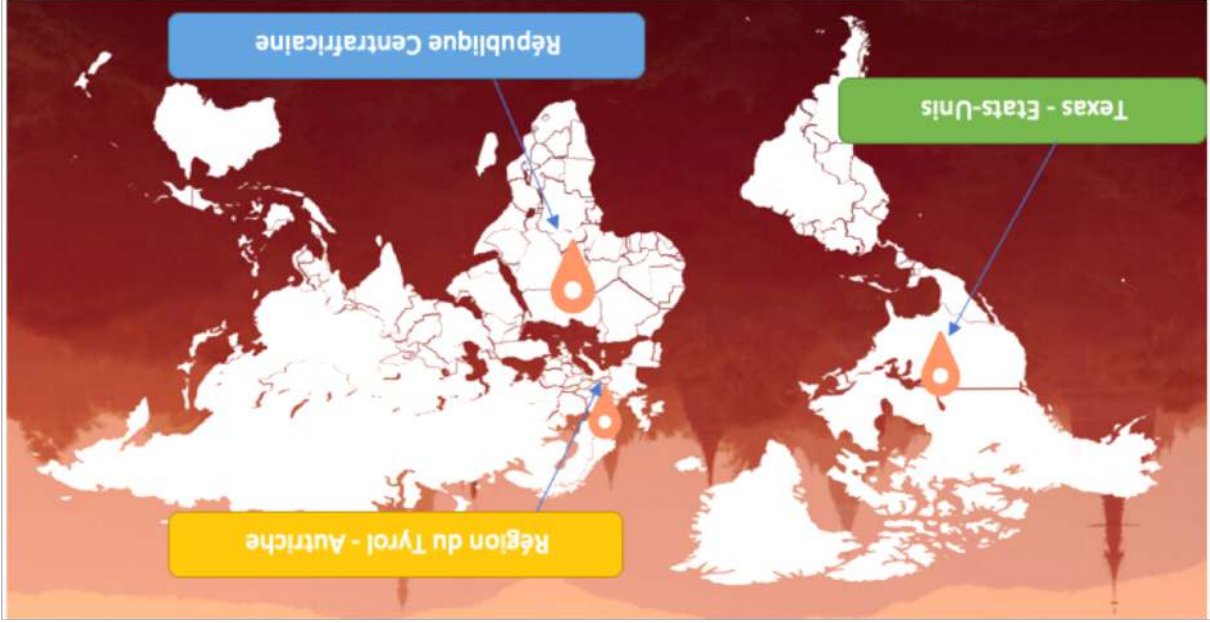 Région du Tyrol - Autriche
Texas - Etats-Unis
République Centrafricaine